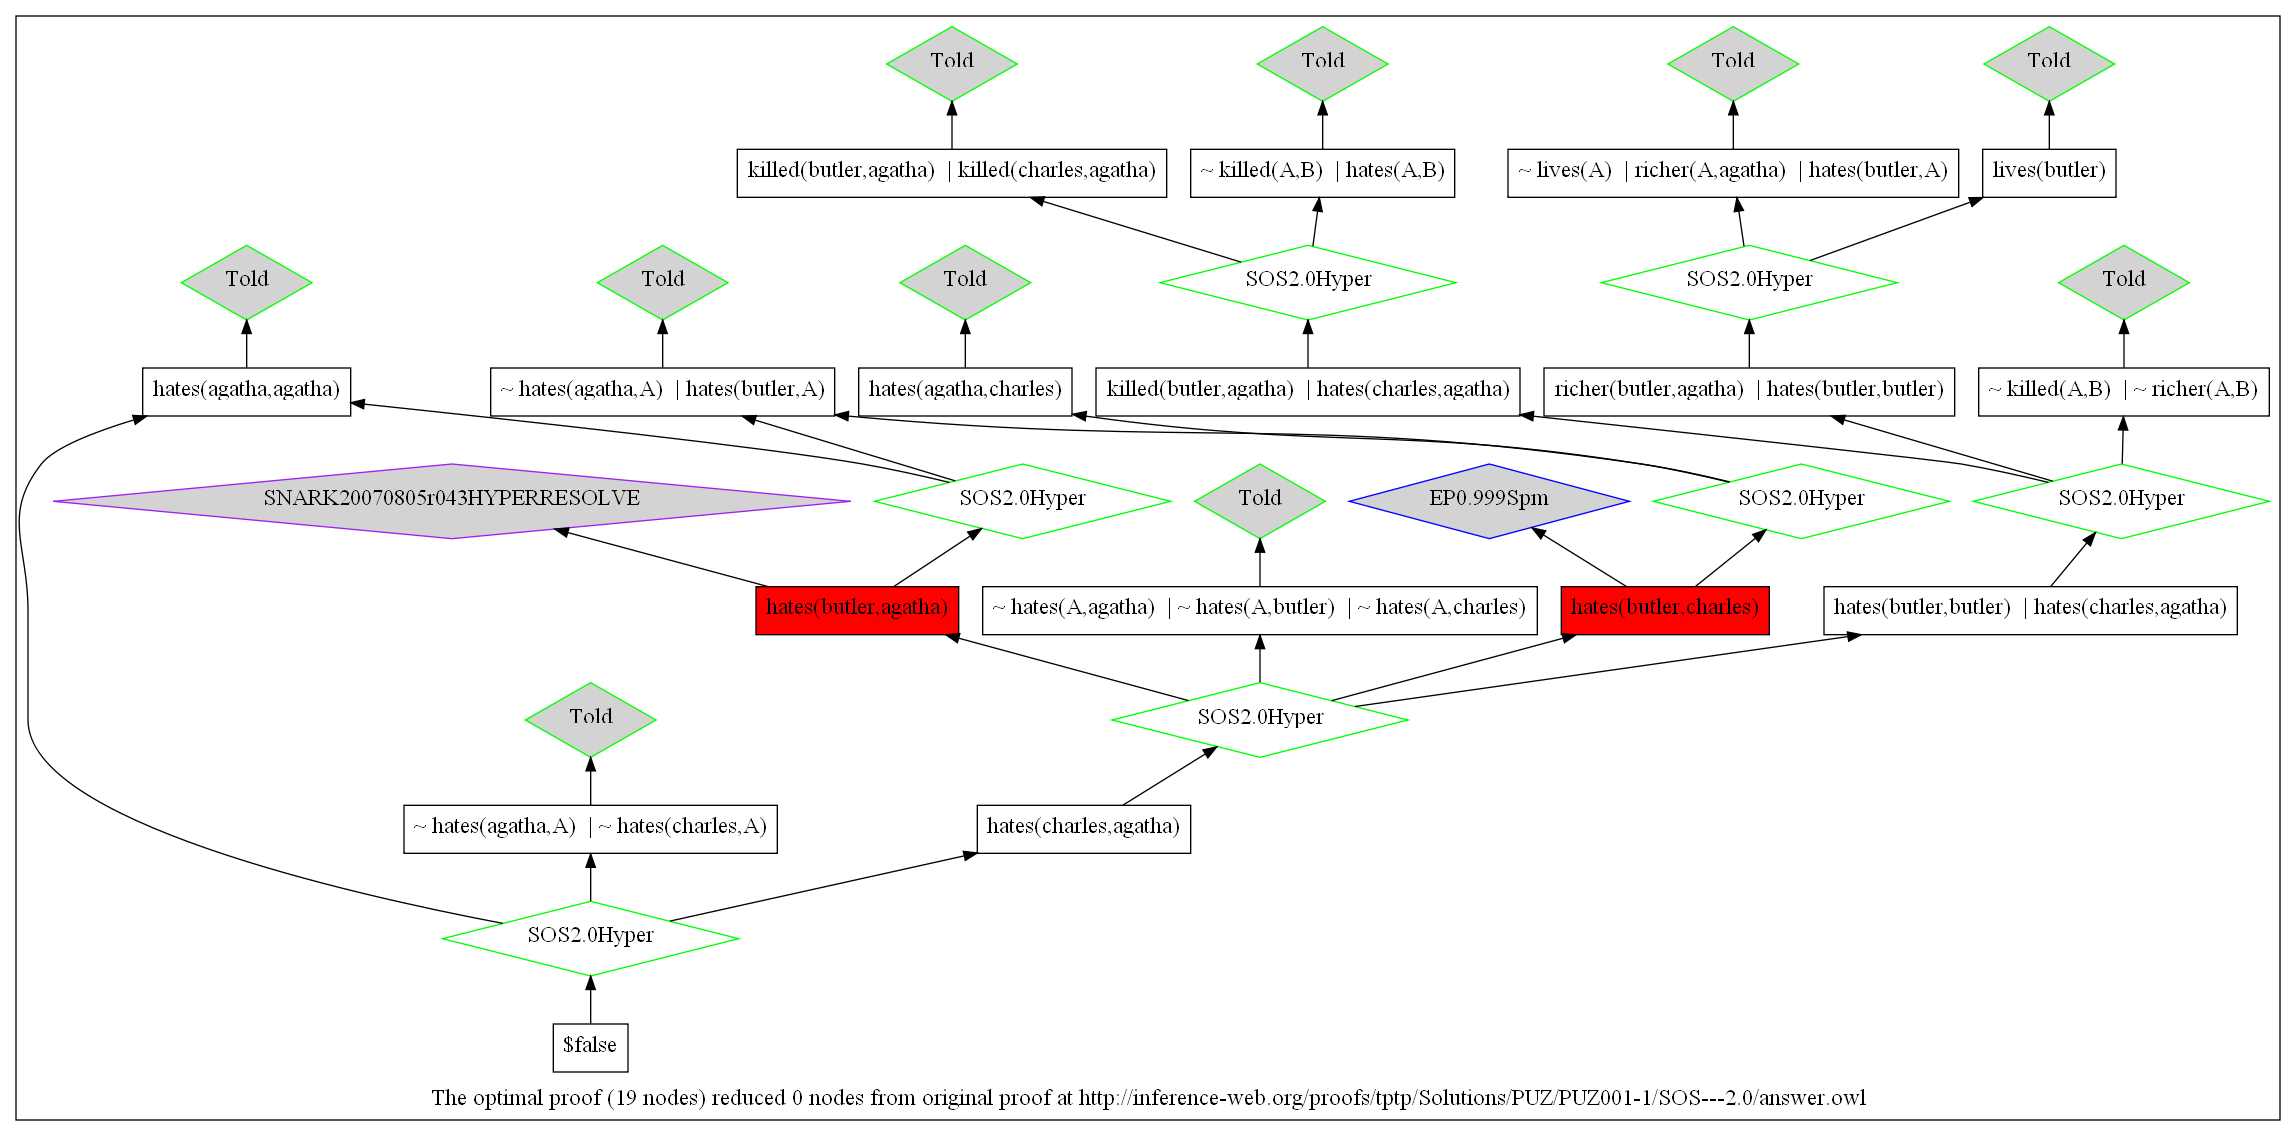 Told
Told
Told
Told
killed(butler,agatha) | killed(charles,agatha)
~ killed(A,B) | hates(A,B)
~ lives(A) | richer(A,agatha) | hates(butler,A)
lives(butler)
Told
Told
Told
SOS2.0Hyper
SOS2.0Hyper
Told
hates(agatha,agatha)
~ hates(agatha,A) | hates(butler,A)
hates(agatha,charles)
killed(butler,agatha) | hates(charles,agatha)
richer(butler,agatha) | hates(butler,butler)
~ killed(A,B) | ~ richer(A,B)
SNARK20070805r043HYPERRESOLVE
SOS2.0Hyper
Told
EP0.999Spm
SOS2.0Hyper
SOS2.0Hyper
hates(butler,agatha)
~ hates(A,agatha) | ~ hates(A,butler) | ~ hates(A,charles)
hates(butler,charles)
hates(butler,butler) | hates(charles,agatha)
Told
SOS2.0Hyper
~ hates(agatha,A) | ~ hates(charles,A)
hates(charles,agatha)
SOS2.0Hyper
$false
The optimal proof (19 nodes) reduced 0 nodes from original proof at http://inference-web.org/proofs/tptp/Solutions/PUZ/PUZ001-1/SOS---2.0/answer.owl